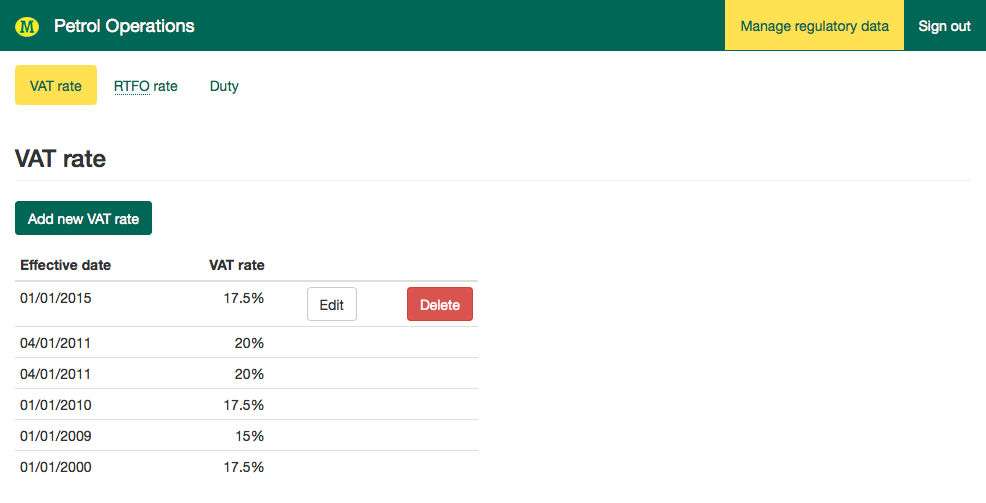 M Petrol Operations Manage regulatory data Sign out
VAT rate RTFO rate Duty
VAT rate
Add new VAT rate
Effective date VAT rate
01/01/2015 17.5% Edit Delete
04/01/2011 20%
04/01/2011 20%
01/01/2010 17.5%
01/01/2009 15%
01/01/2000 17.5%